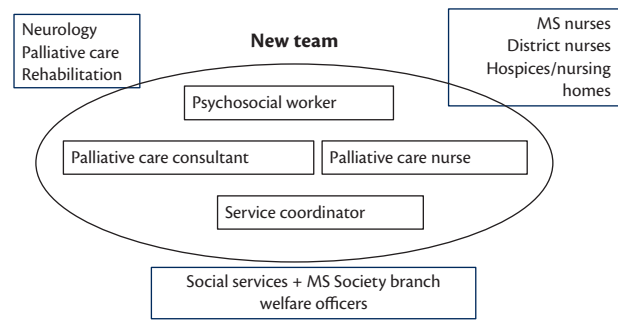 Neurology
Palliative care
Rehabilitation
New team
MS nurses
District nurses
Hospices/nursing
homes
Psychosocial worker
Palliative care consultant
Palliative care nurse
Service coordinator
Social services + MS Society branch
welfare officers